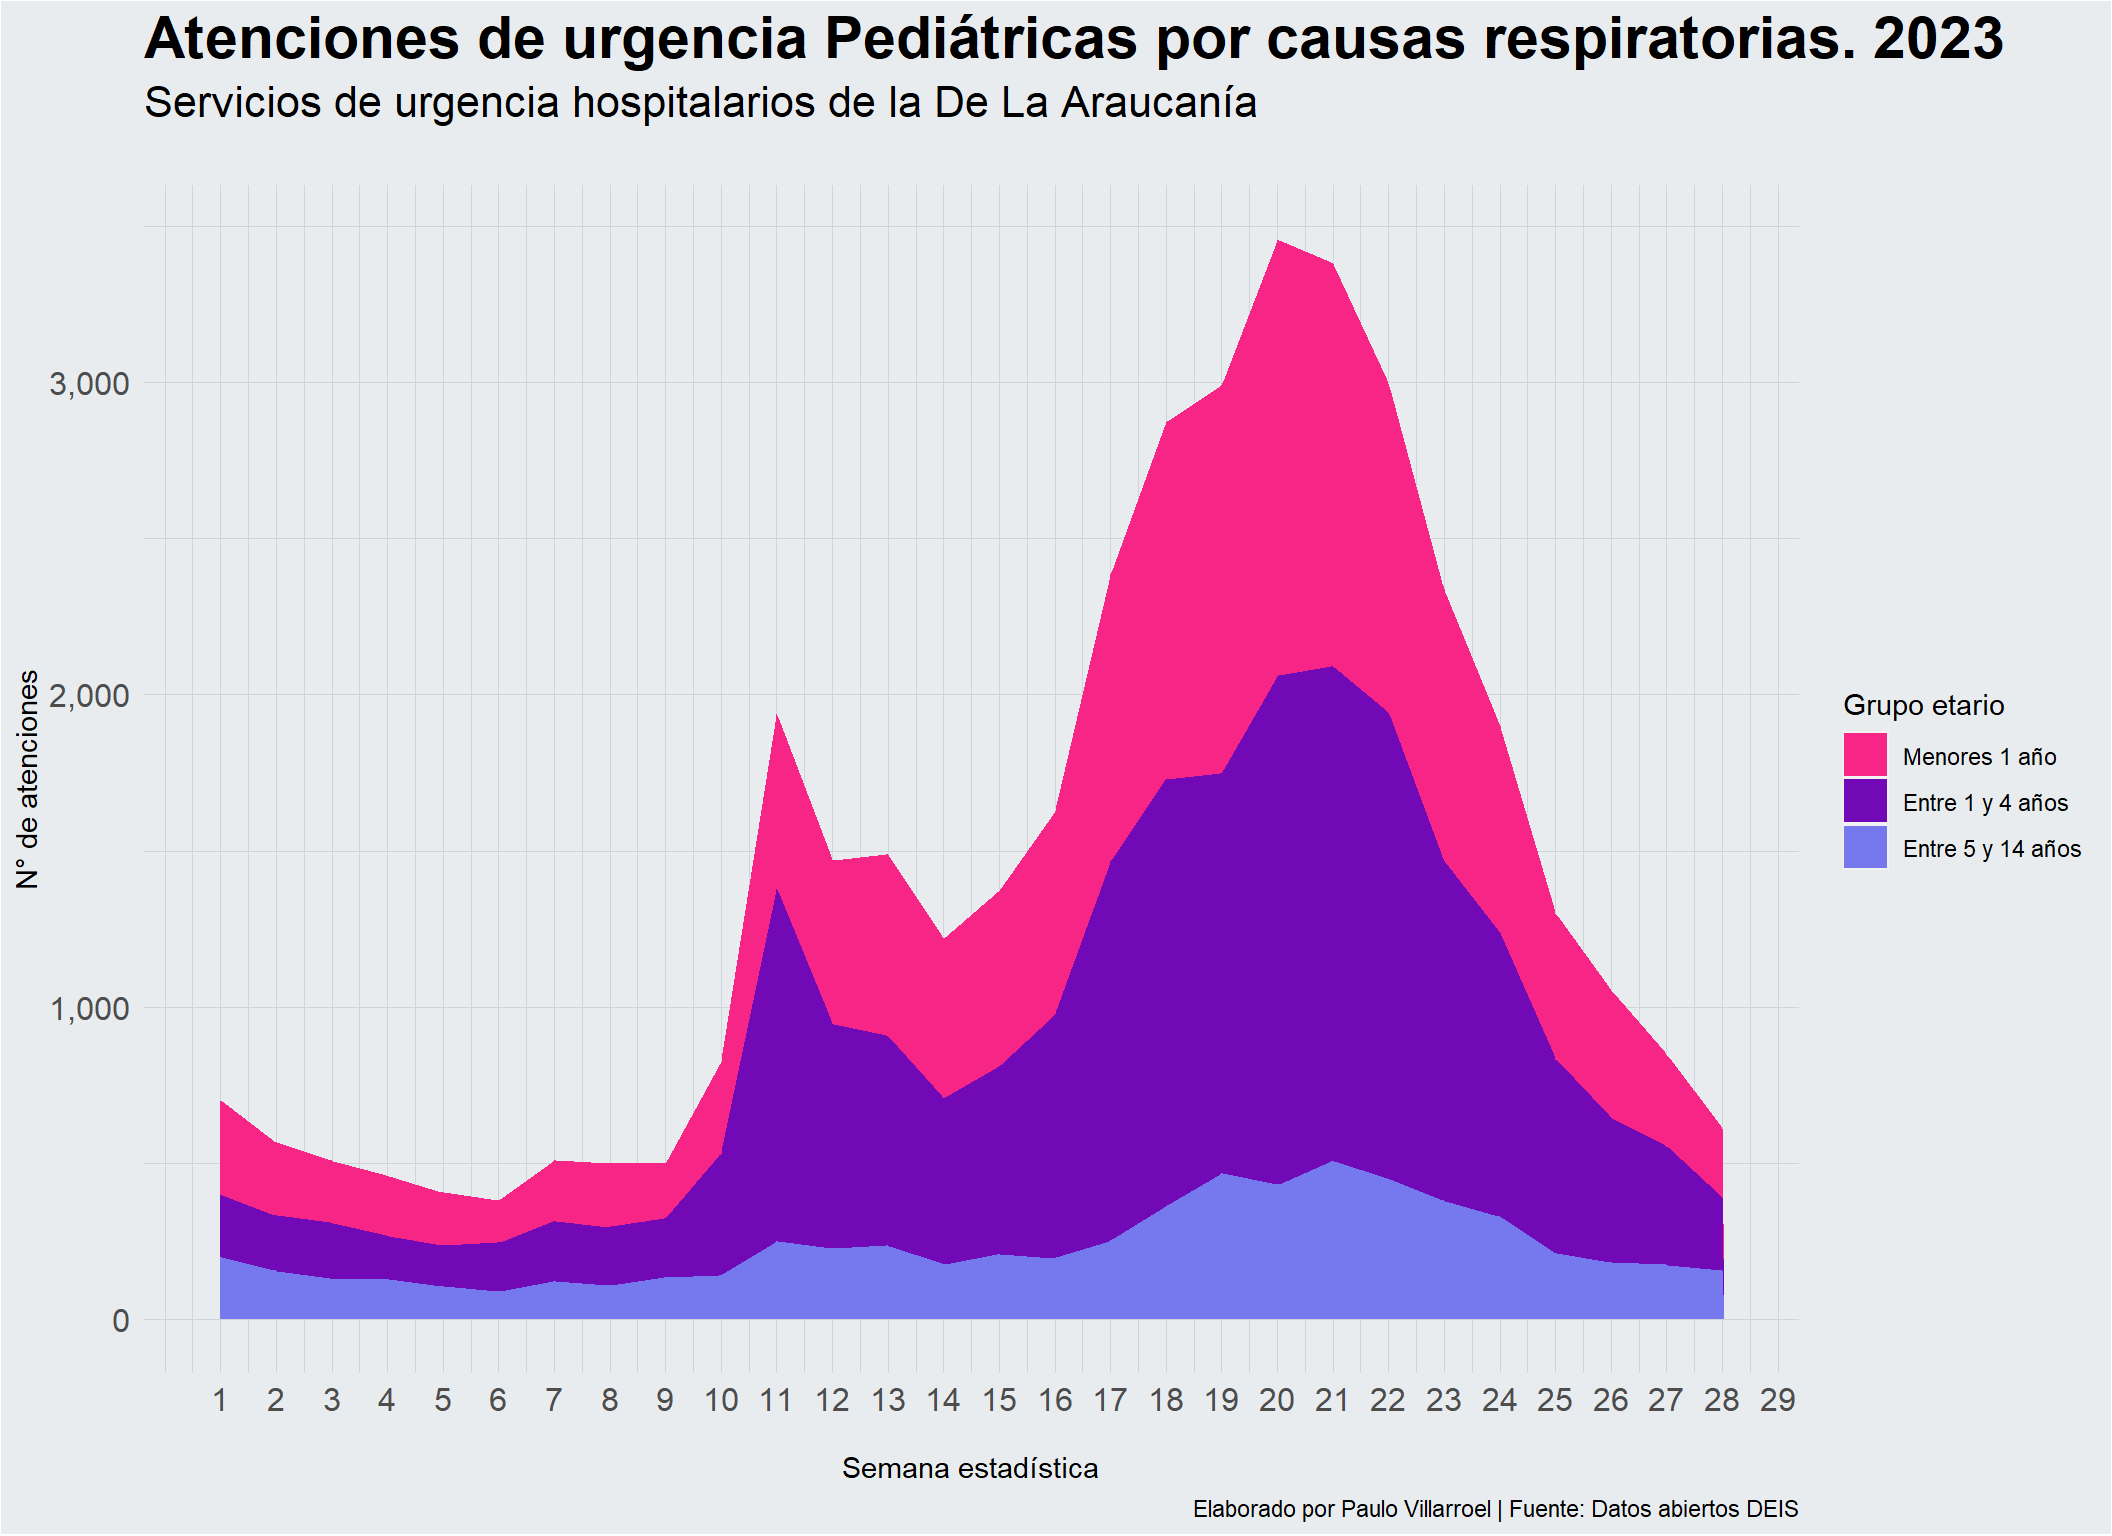 Atenciones de urgencia Pediátricas por causas respiratorias. 2023
Servicios de urgencia hospitalarios de la De La Araucanía
N° de atenciones
3,000
2,000
1,000
0
1 2 3 4 5 6 7 8 9 10 11 12 13 14 15 16 17 18 19 20 21 22 23 24 25 26 27 28 29
Semana estadística
Grupo etario
Menores 1 año
Entre 1 y 4 años
Entre 5 y 14 años
Elaborado por Paulo Villarroel | Fuente: Datos abiertos DEIS